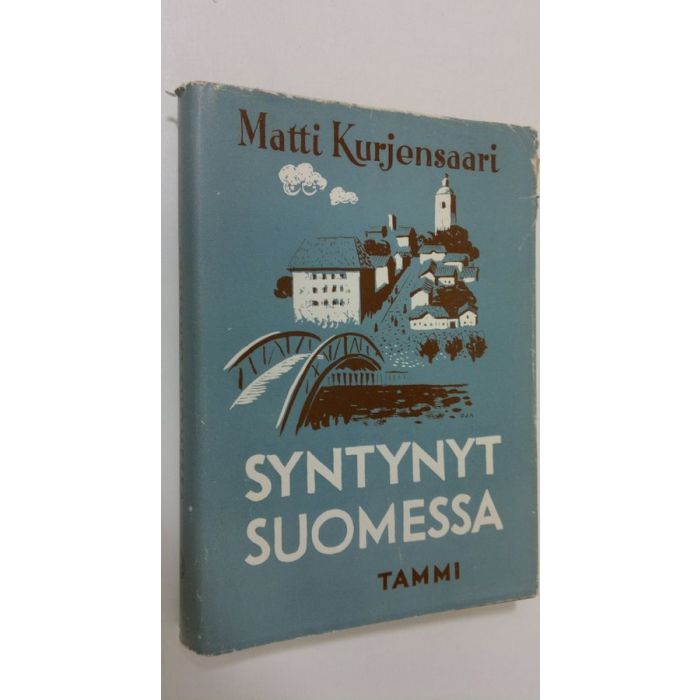 Matti Kurjensaari
SYNTYNYT
SUOMESSA
TAMMI